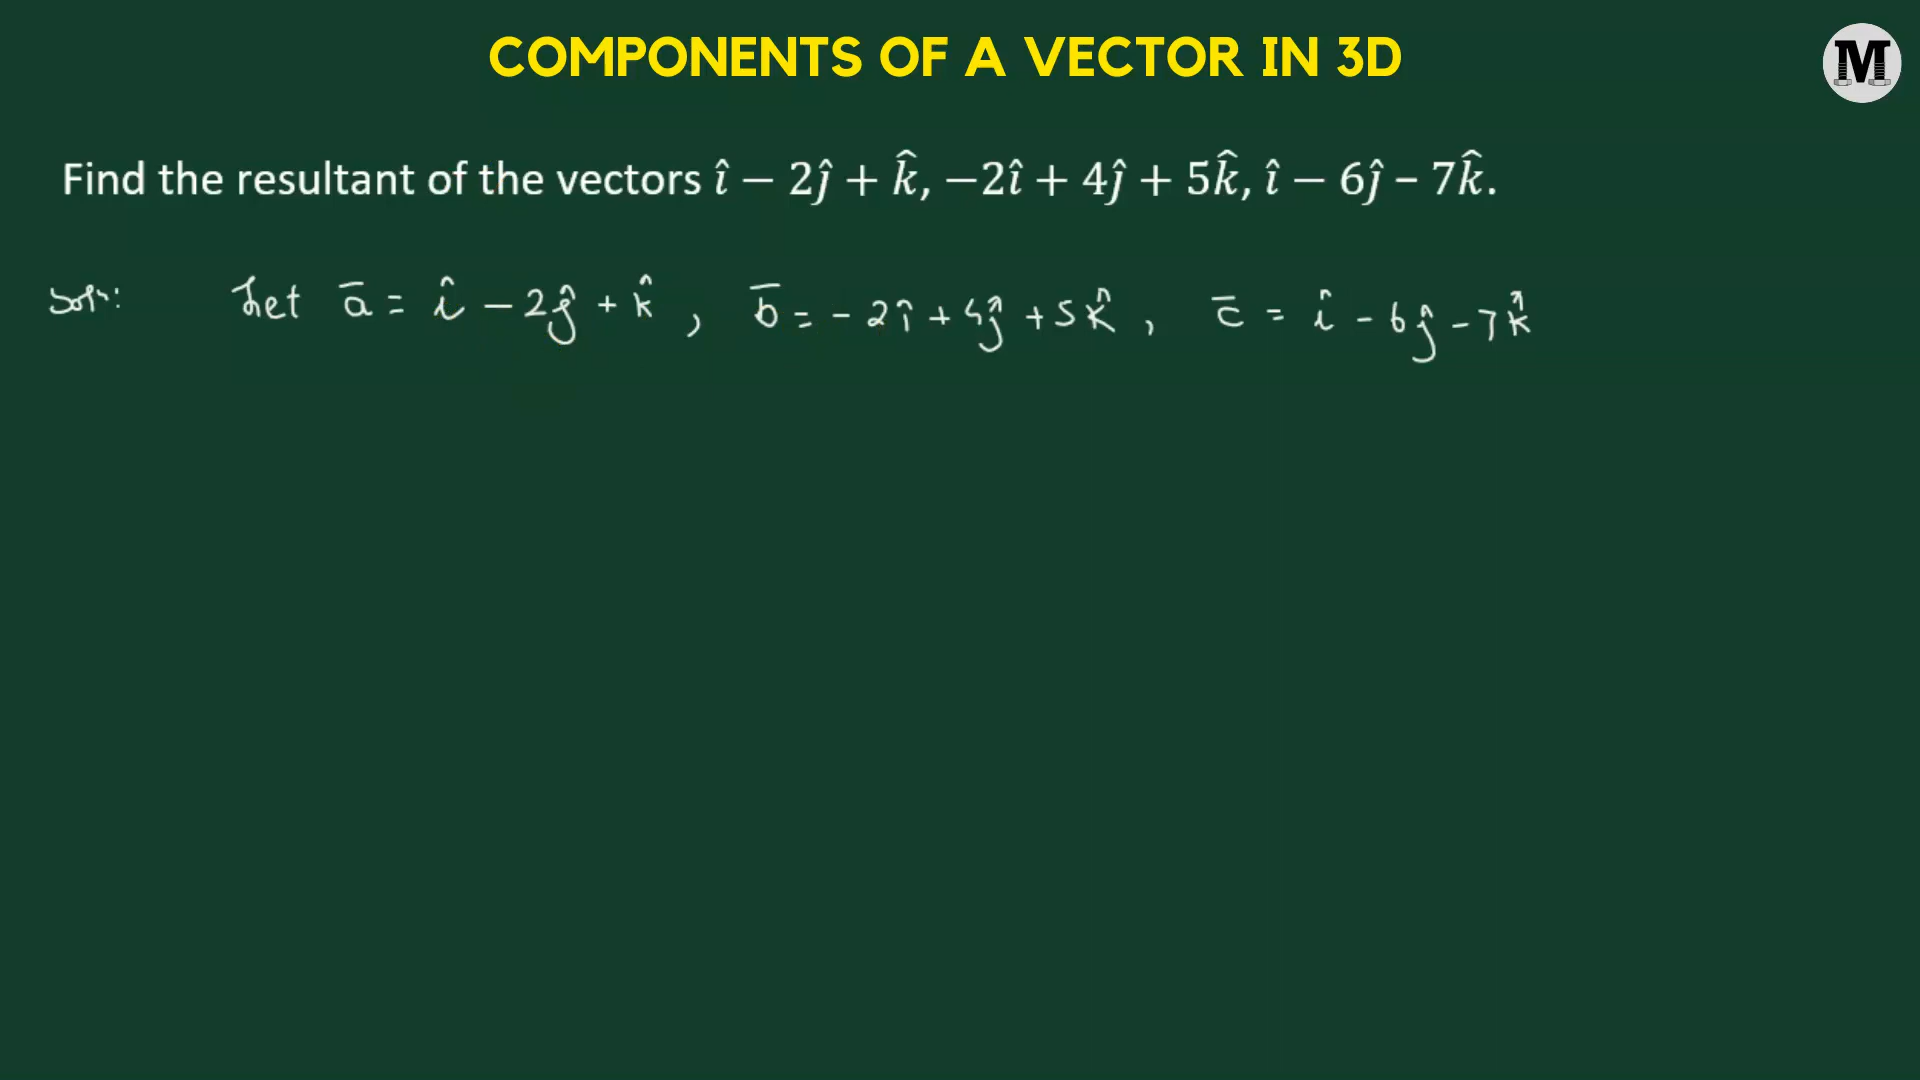 COMPONENTS OF A VECTOR IN 3D
M
Find the resultant of the vectors î − 2ĵ + k̂, −2î + 4ĵ + 5k̂, î − 6ĵ – 7k̂.
Soln: Let a̅ = î − 2ĵ + k̂ , b̅ = - 2î + 4ĵ + 5k̂ , c̅ = î - 6ĵ - 7k̂